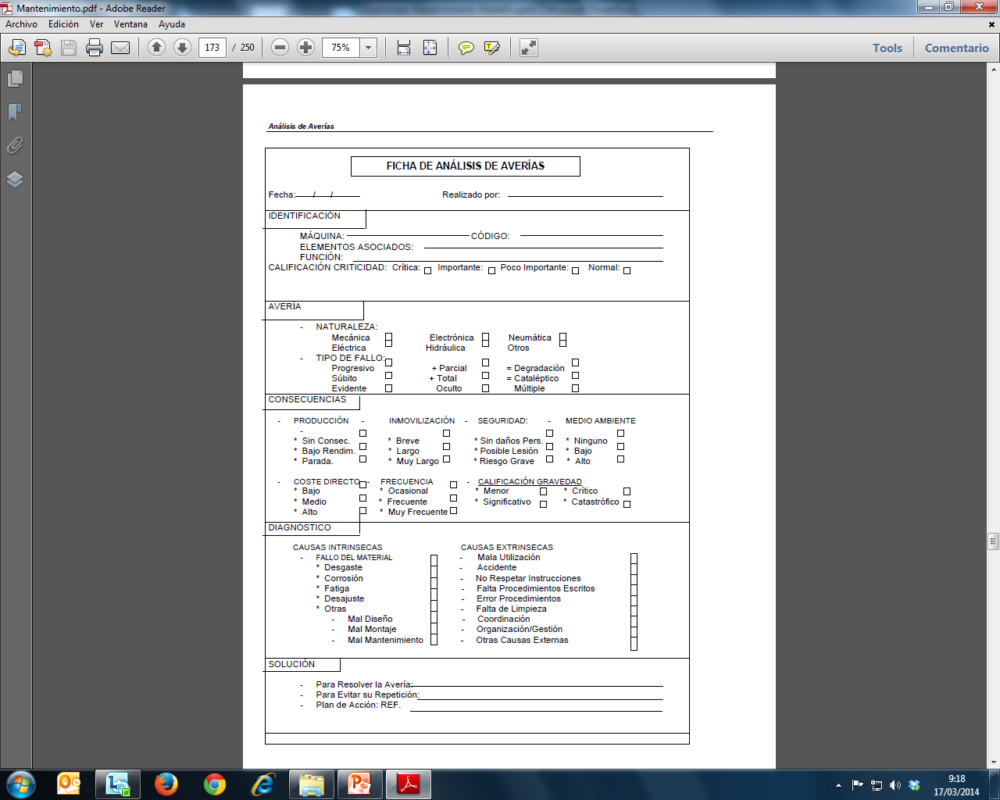 Mantenimiento.pdf - Adobe Reader
Archivo Edición Ver Ventana Ayuda
173 / 250 75% Tools Comentario
Análisis de Averías
FICHA DE ANÁLISIS DE AVERÍAS
Fecha: / / Realizado por:
IDENTIFICACIÓN
MÁQUINA: CÓDIGO:
ELEMENTOS ASOCIADOS:
FUNCIÓN:
CALIFICACIÓN CRITICIDAD: Crítica: Importante: Poco Importante: Normal:
AVERÍA
- NATURALEZA:
Mecánica Electrónica Neumática
Eléctrica Hidráulica Otros
- TIPO DE FALLO:
Progresivo + Parcial = Degradación
Súbito + Total = Cataléptico
Evidente Oculto Múltiple
CONSECUENCIAS
- PRODUCCIÓN - INMOVILIZACIÓN - SEGURIDAD: - MEDIO AMBIENTE
-
* Sin Consec. * Breve * Sin daños Pers. * Ninguno
* Bajo Rendim. * Largo * Posible Lesión * Bajo
* Parada. * Muy Largo * Riesgo Grave * Alto
- COSTE DIRECTO - FRECUENCIA - CALIFICACIÓN GRAVEDAD
* Bajo * Ocasional * Menor * Crítico
* Medio * Frecuente * Significativo * Catastrófico
* Alto * Muy Frecuente
DIAGNÓSTICO
CAUSAS INTRINSECAS CAUSAS EXTRINSECAS
- FALLO DEL MATERIAL - Mala Utilización
* Desgaste - Accidente
* Corrosión - No Respetar Instrucciones
* Fatiga - Falta Procedimientos Escritos
* Desajuste - Error Procedimientos
* Otras - Falta de Limpieza
- Mal Diseño - Coordinación
- Mal Montaje - Organización/Gestión
- Mal Mantenimiento - Otras Causas Externas
SOLUCIÓN
- Para Resolver la Avería:
- Para Evitar su Repetición:
- Plan de Acción: REF.
9:18
17/03/2014